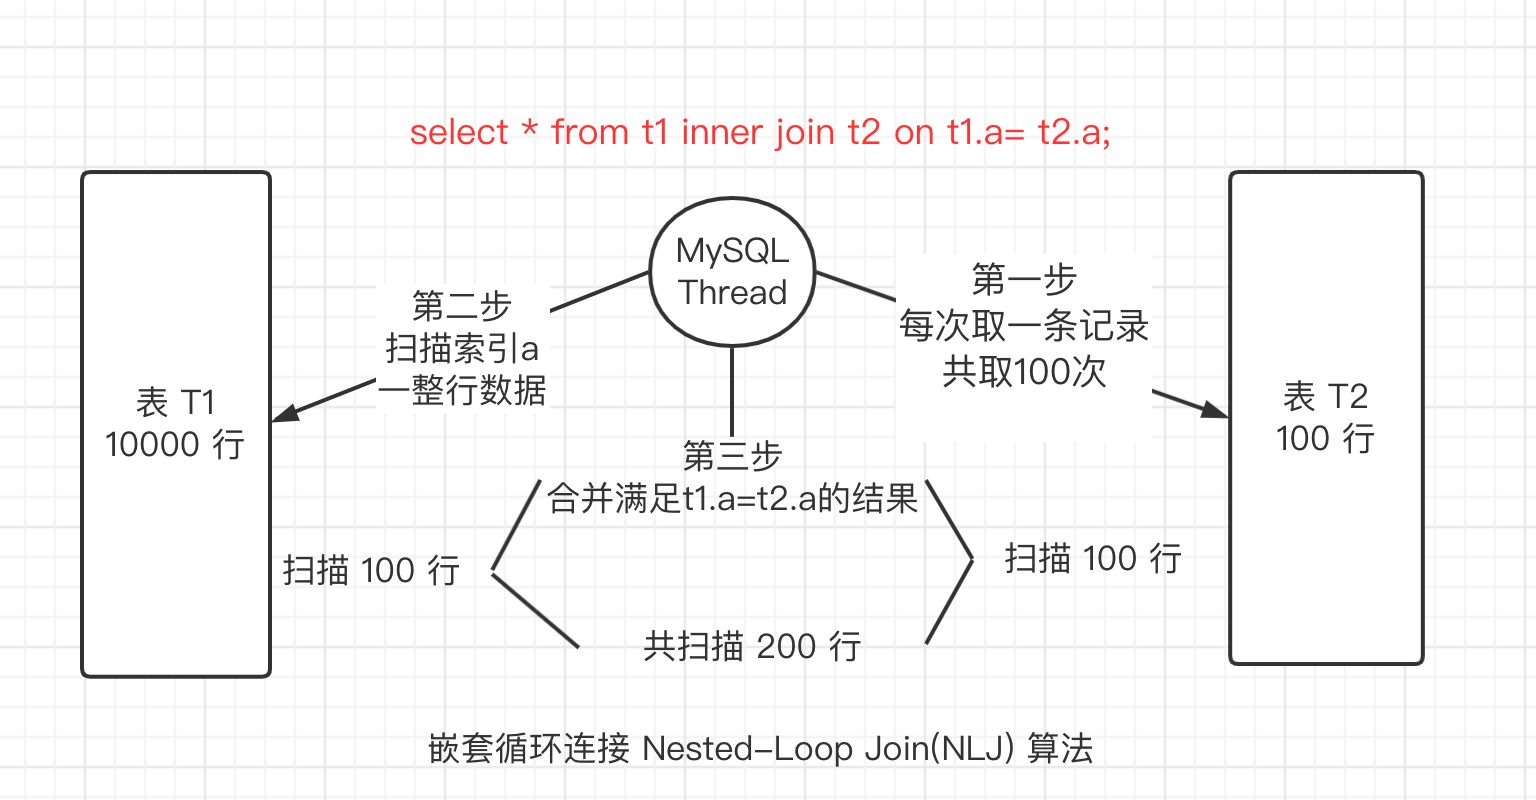 select * from t1 inner join t2 on t1.a= t2.a;
MySQL
Thread
第一步
每次取一条记录
共取100次
第二步
扫描索引a
一整行数据
表 T1
10000 行
表 T2
100 行
第三步
合并满足t1.a=t2.a的结果
扫描 100 行
扫描 100 行
共扫描 200 行
嵌套循环连接 Nested-Loop Join(NLJ) 算法